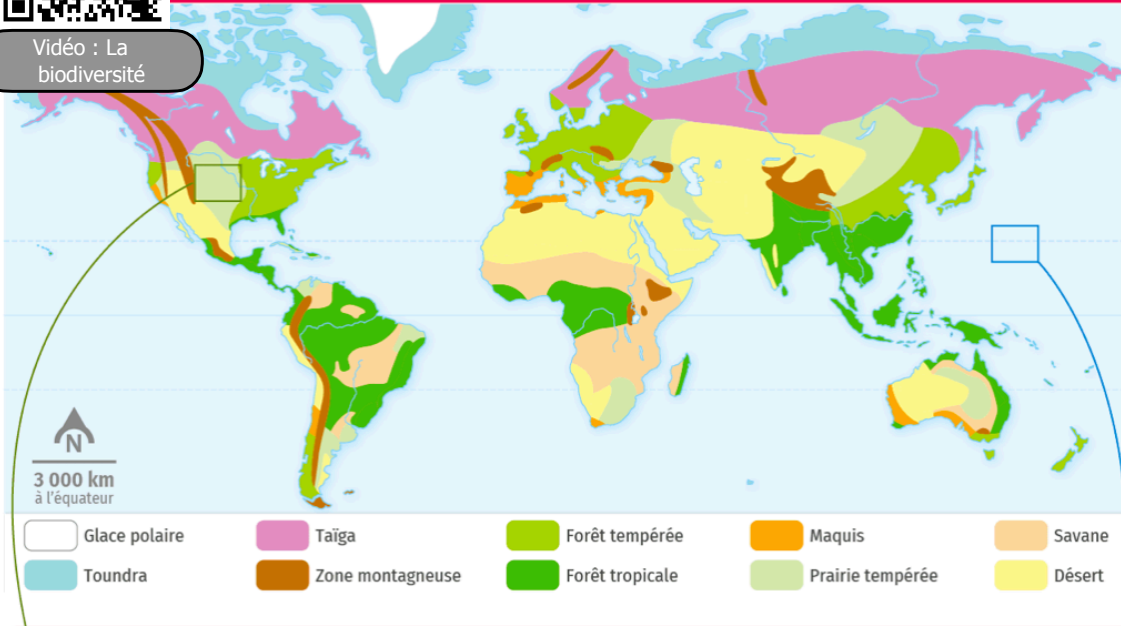 Vidéo : La
biodiversité
N
3 000 km
à l'équateur
Glace polaire
Taïga
Forêt tempérée
Maquis
Savane
Toundra
Zone montagneuse
Forêt tropicale
Prairie tempérée
Désert